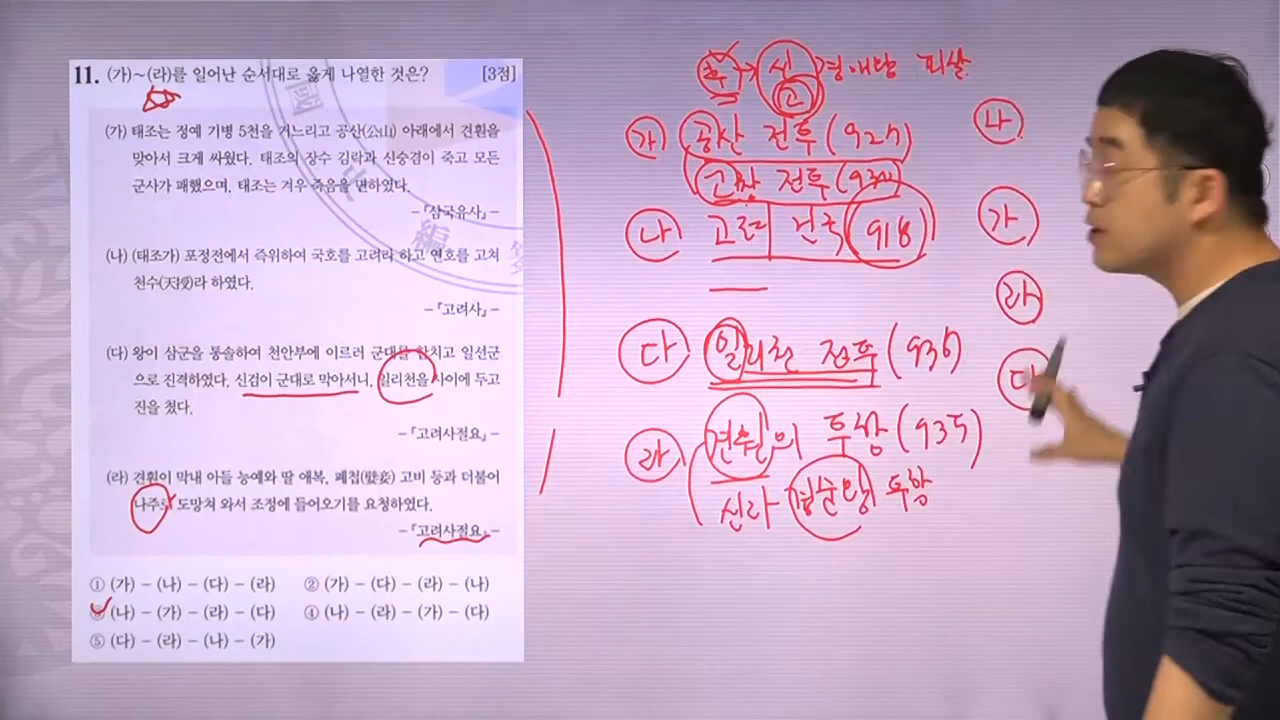 11. (가)~(라)를 일어난 순서대로 옳게 나열한 것은? [3점]
(가) 태조는 정예 기병 5천을 거느리고 공산(公山) 아래에서 견훤을
맞아서 크게 싸웠다. 태조의 장수 김락과 신숭겸이 죽고 모든
군사가 패했으며, 태조는 겨우 죽음을 면하였다.
-『삼국유사』-
(나) (태조가) 포정전에서 즉위하여 국호를 고려라 하고 연호를 고쳐
천수(天授)라 하였다.
-『고려사』-
(다) 왕이 삼군을 통솔하여 천안부에 이르러 군대를 합치고 일선군
으로 진격하였다. 신검이 군대로 막아서니, 일리천을 사이에 두고
진을 쳤다.
-『고려사절요』-
(라) 견훤이 막내 아들 능예와 딸 애복, 폐첩(嬖妾) 고비 등과 더불어
나주로 도망쳐 와서 조정에 들어오기를 요청하였다.
-『고려사절요』-
① (가) - (나) - (다) - (라) ② (가) - (다) - (라) - (나)
③ (나) - (가) - (라) - (다) ④ (나) - (라) - (가) - (다)
⑤ (다) - (라) - (나) - (가)
후 → 신 경애왕 피살
고
가 공산 전투 (927)
고창 전투 (930)
나 고려 건국 918
다 일리천 전투 (936)
라 견훤의 투항 (935)
신라 경순왕 투항
나
가
라
다
國
史
編